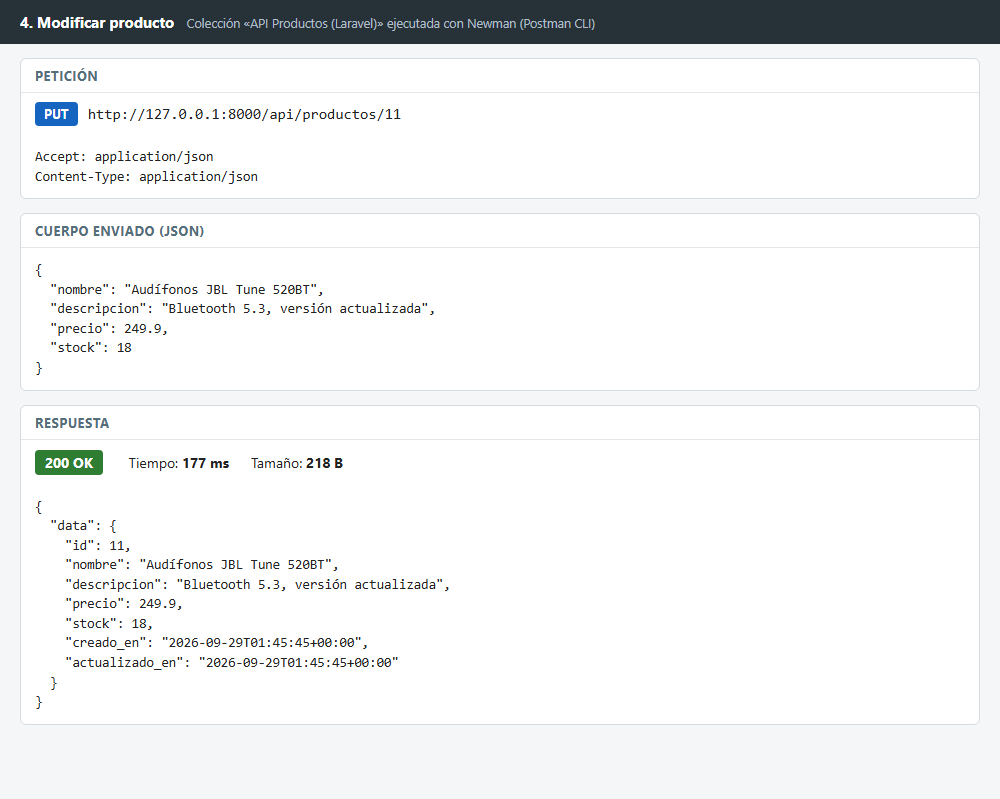 4. Modificar producto Colección «API Productos (Laravel)» ejecutada con Newman (Postman CLI)
PETICIÓN
PUT http://127.0.0.1:8000/api/productos/11
Accept: application/json
Content-Type: application/json
CUERPO ENVIADO (JSON)
{
  "nombre": "Audífonos JBL Tune 520BT",
  "descripcion": "Bluetooth 5.3, versión actualizada",
  "precio": 249.9,
  "stock": 18
}
RESPUESTA
200 OK Tiempo: 177 ms Tamaño: 218 B
{
  "data": {
    "id": 11,
    "nombre": "Audífonos JBL Tune 520BT",
    "descripcion": "Bluetooth 5.3, versión actualizada",
    "precio": 249.9,
    "stock": 18,
    "creado_en": "2026-09-29T01:45:45+00:00",
    "actualizado_en": "2026-09-29T01:45:45+00:00"
  }
}